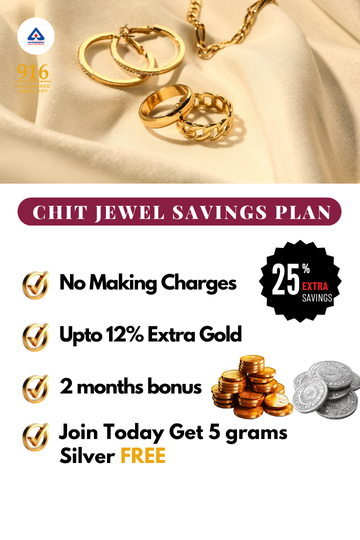 916
CHIT JEWEL SAVINGS PLAN
25%
EXTRA
SAVINGS
No Making Charges
Upto 12% Extra Gold
2 months bonus
Join Today Get 5 grams
Silver FREE